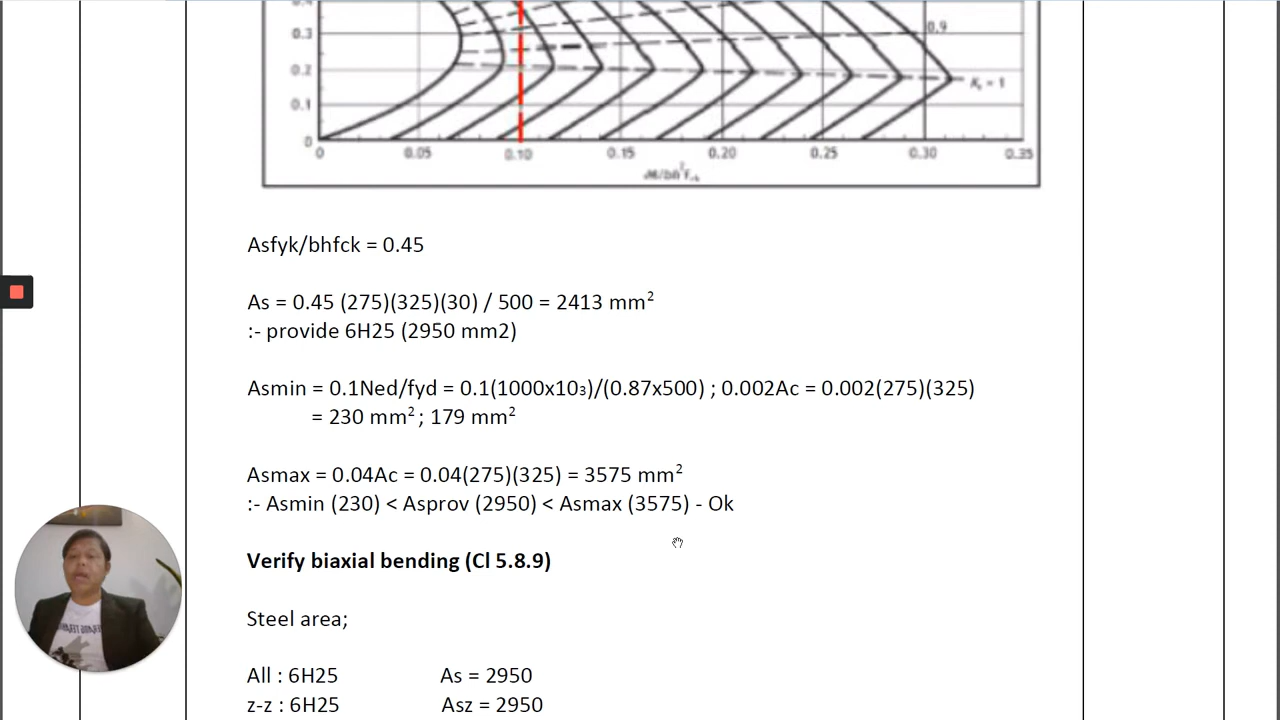 0.3
0.9
0.2
K = 1
0.1
0
0 0.05 0.10 0.15 0.20 0.25 0.30 0.35
Asfyk/bhfck = 0.45
As = 0.45 (275)(325)(30) / 500 = 2413 mm²
:- provide 6H25 (2950 mm2)
Asmin = 0.1Ned/fyd = 0.1(1000x10₃)/(0.87x500) ; 0.002Ac = 0.002(275)(325)
= 230 mm² ; 179 mm²
Asmax = 0.04Ac = 0.04(275)(325) = 3575 mm²
:- Asmin (230) < Asprov (2950) < Asmax (3575) - Ok
Verify biaxial bending (Cl 5.8.9)
Steel area;
All : 6H25 As = 2950
z-z : 6H25 Asz = 2950